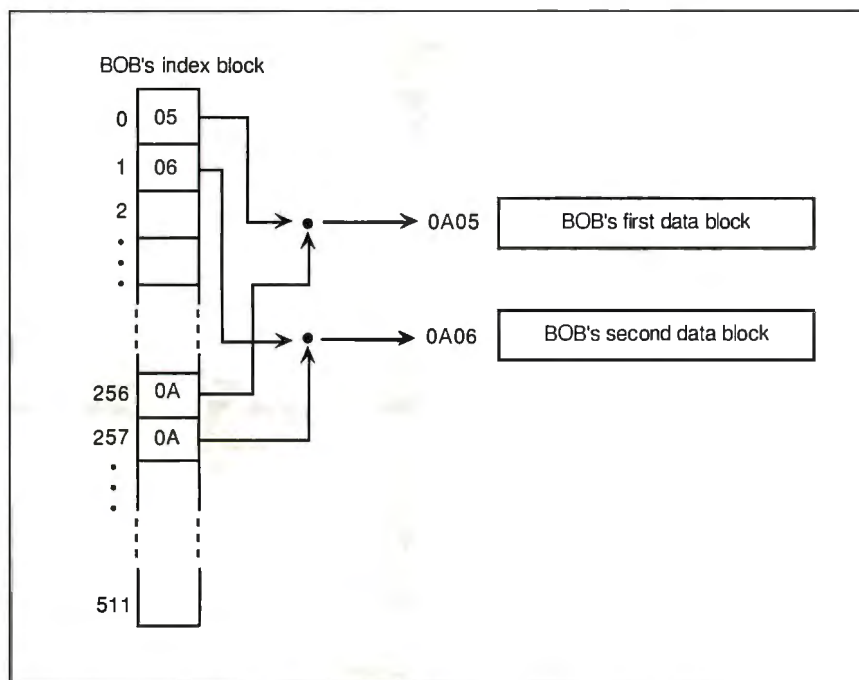 BOB's index block
0 05
1 06
2
0A05 BOB's first data block
0A06 BOB's second data block
256 0A
257 0A
511